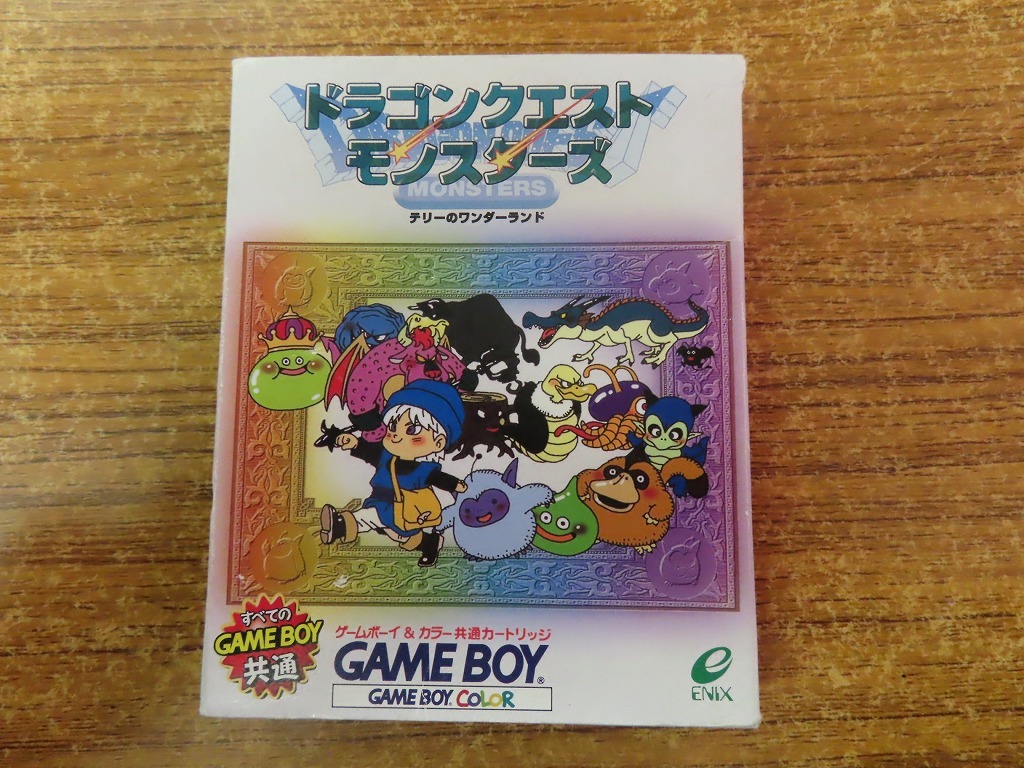 ドラゴンクエスト
モンスターズ
MONSTERS
テリーのワンダーランド
すべての
GAME BOY
共通
ゲームボーイ & カラー共通カートリッジ
GAME BOY®
GAME BOY COLOR
e
ENIX